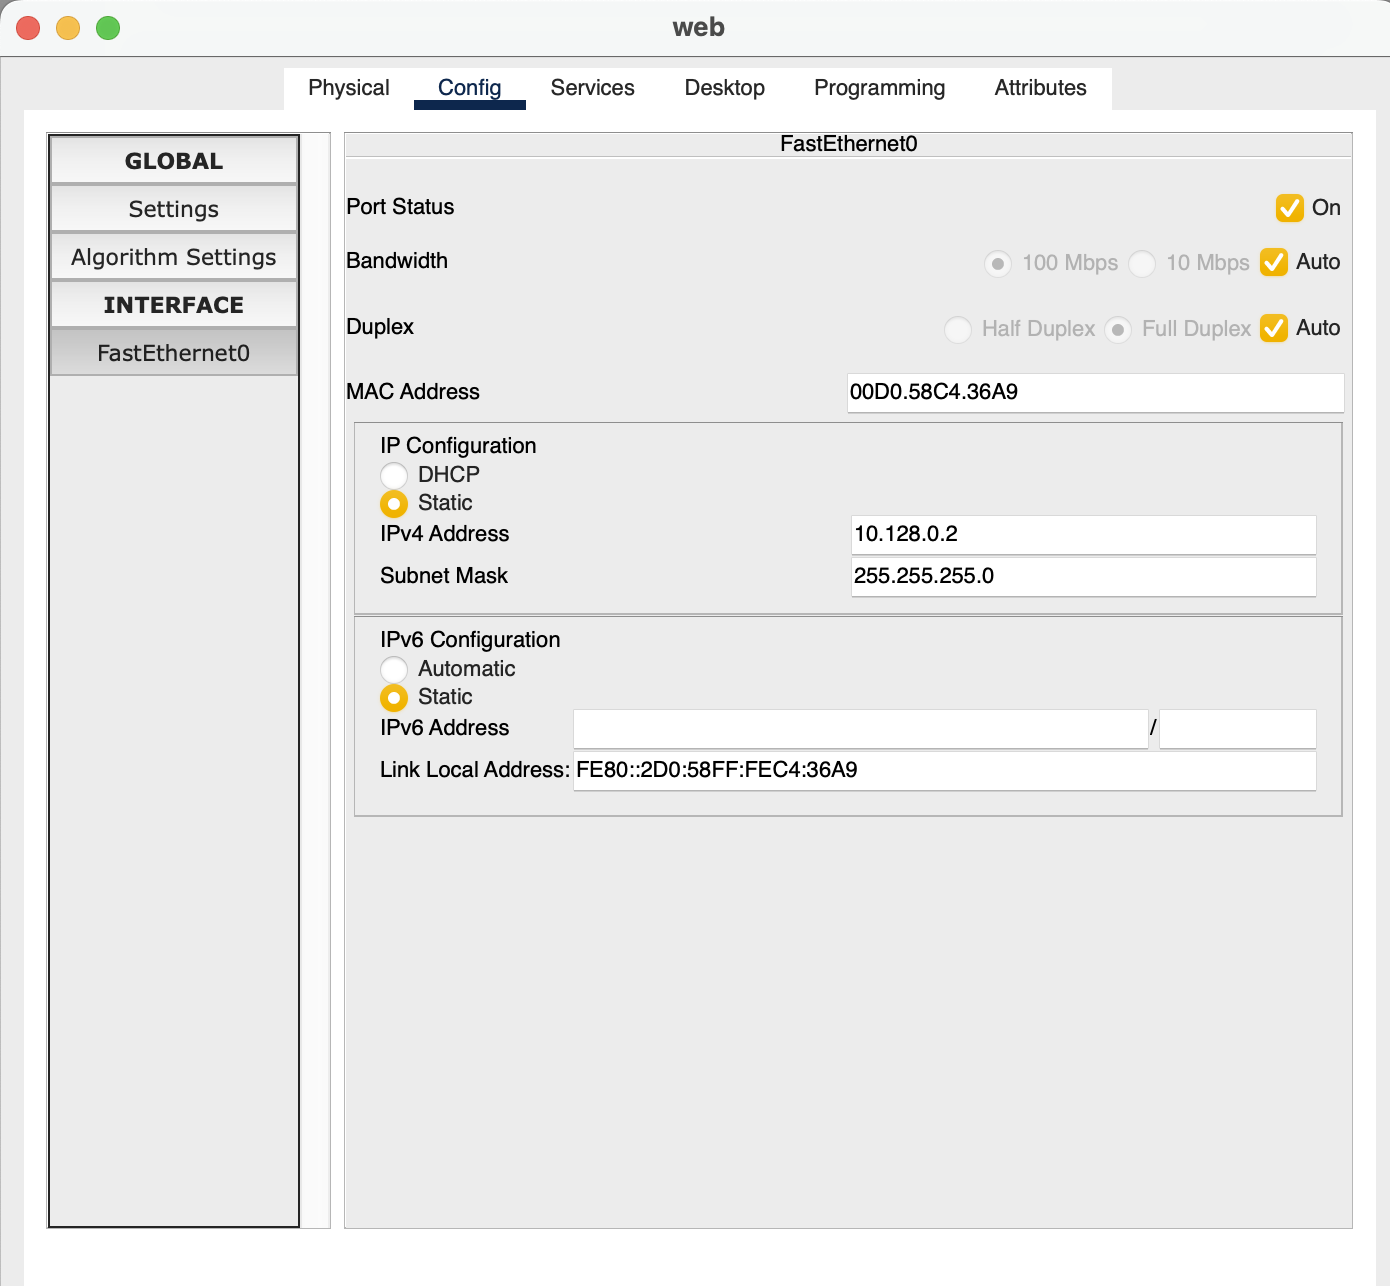 web
Physical Config Services Desktop Programming Attributes
GLOBAL
Settings
Algorithm Settings
INTERFACE
FastEthernet0
FastEthernet0
Port Status On
Bandwidth 100 Mbps 10 Mbps Auto
Duplex Half Duplex Full Duplex Auto
MAC Address 00D0.58C4.36A9
IP Configuration
DHCP
Static
IPv4 Address 10.128.0.2
Subnet Mask 255.255.255.0
IPv6 Configuration
Automatic
Static
IPv6 Address /
Link Local Address: FE80::2D0:58FF:FEC4:36A9